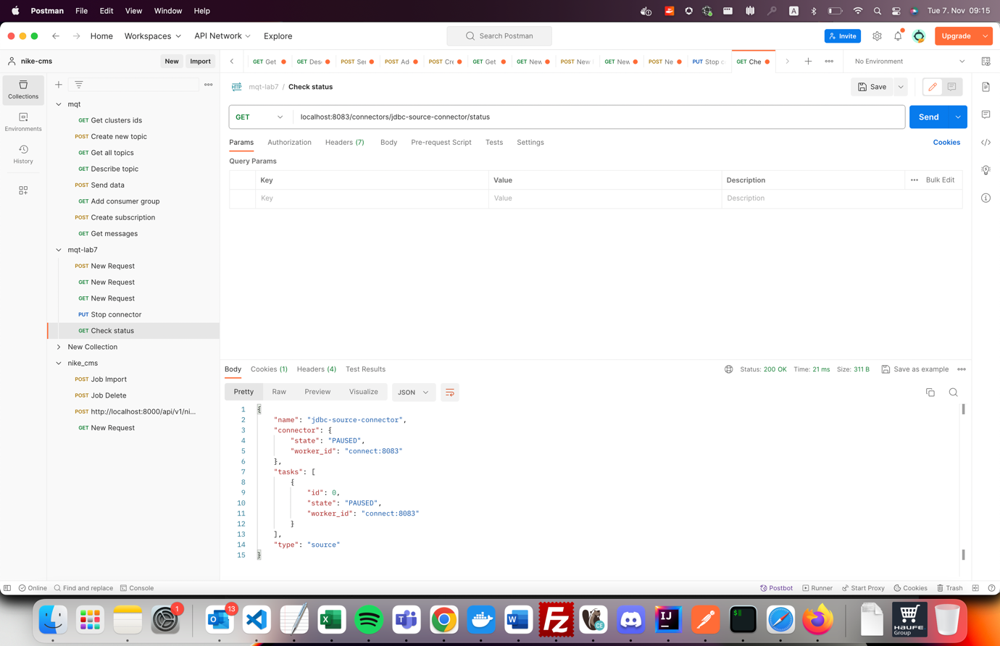 Postman File Edit View Window Help A Tue 7. Nov 09:15
Home Workspaces API Network Explore Search Postman Invite Upgrade
nike-cms New Import GET Get GET Des POST Ser POST Ad POST Cre GET Get GET New POST New GET New POST Ne PUT Stop c GET Che No Environment
Collections
Environments
History
mqt
GET Get clusters ids
POST Create new topic
GET Get all topics
GET Describe topic
POST Send data
GET Add consumer group
POST Create subscription
GET Get messages
mqt-lab7
POST New Request
GET New Request
GET New Request
PUT Stop connector
GET Check status
New Collection
nike_cms
POST Job Import
POST Job Delete
POST http://localhost:8000/api/v1/ni...
GET New Request
HTTP mqt-lab7 / Check status Save
GET localhost:8083/connectors/jdbc-source-connector/status Send
Params Authorization Headers (7) Body Pre-request Script Tests Settings Cookies
Query Params
Key Value Description Bulk Edit
Key Value Description
Body Cookies (1) Headers (4) Test Results Status: 200 OK Time: 21 ms Size: 311 B Save as example
Pretty Raw Preview Visualize JSON
1 {
2 "name": "jdbc-source-connector",
3 "connector": {
4 "state": "PAUSED",
5 "worker_id": "connect:8083"
6 },
7 "tasks": [
8 {
9 "id": 0,
10 "state": "PAUSED",
11 "worker_id": "connect:8083"
12 }
13 ],
14 "type": "source"
15 }
Online Find and replace Console Postbot Runner Start Proxy Cookies Trash
1 13 W CE IJ $ HAUFE.
Group